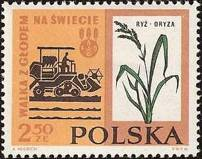 WALKA Z GŁODEM NA ŚWIECIE
RYŻ - ORYZA
2.50
ZŁ
POLSKA